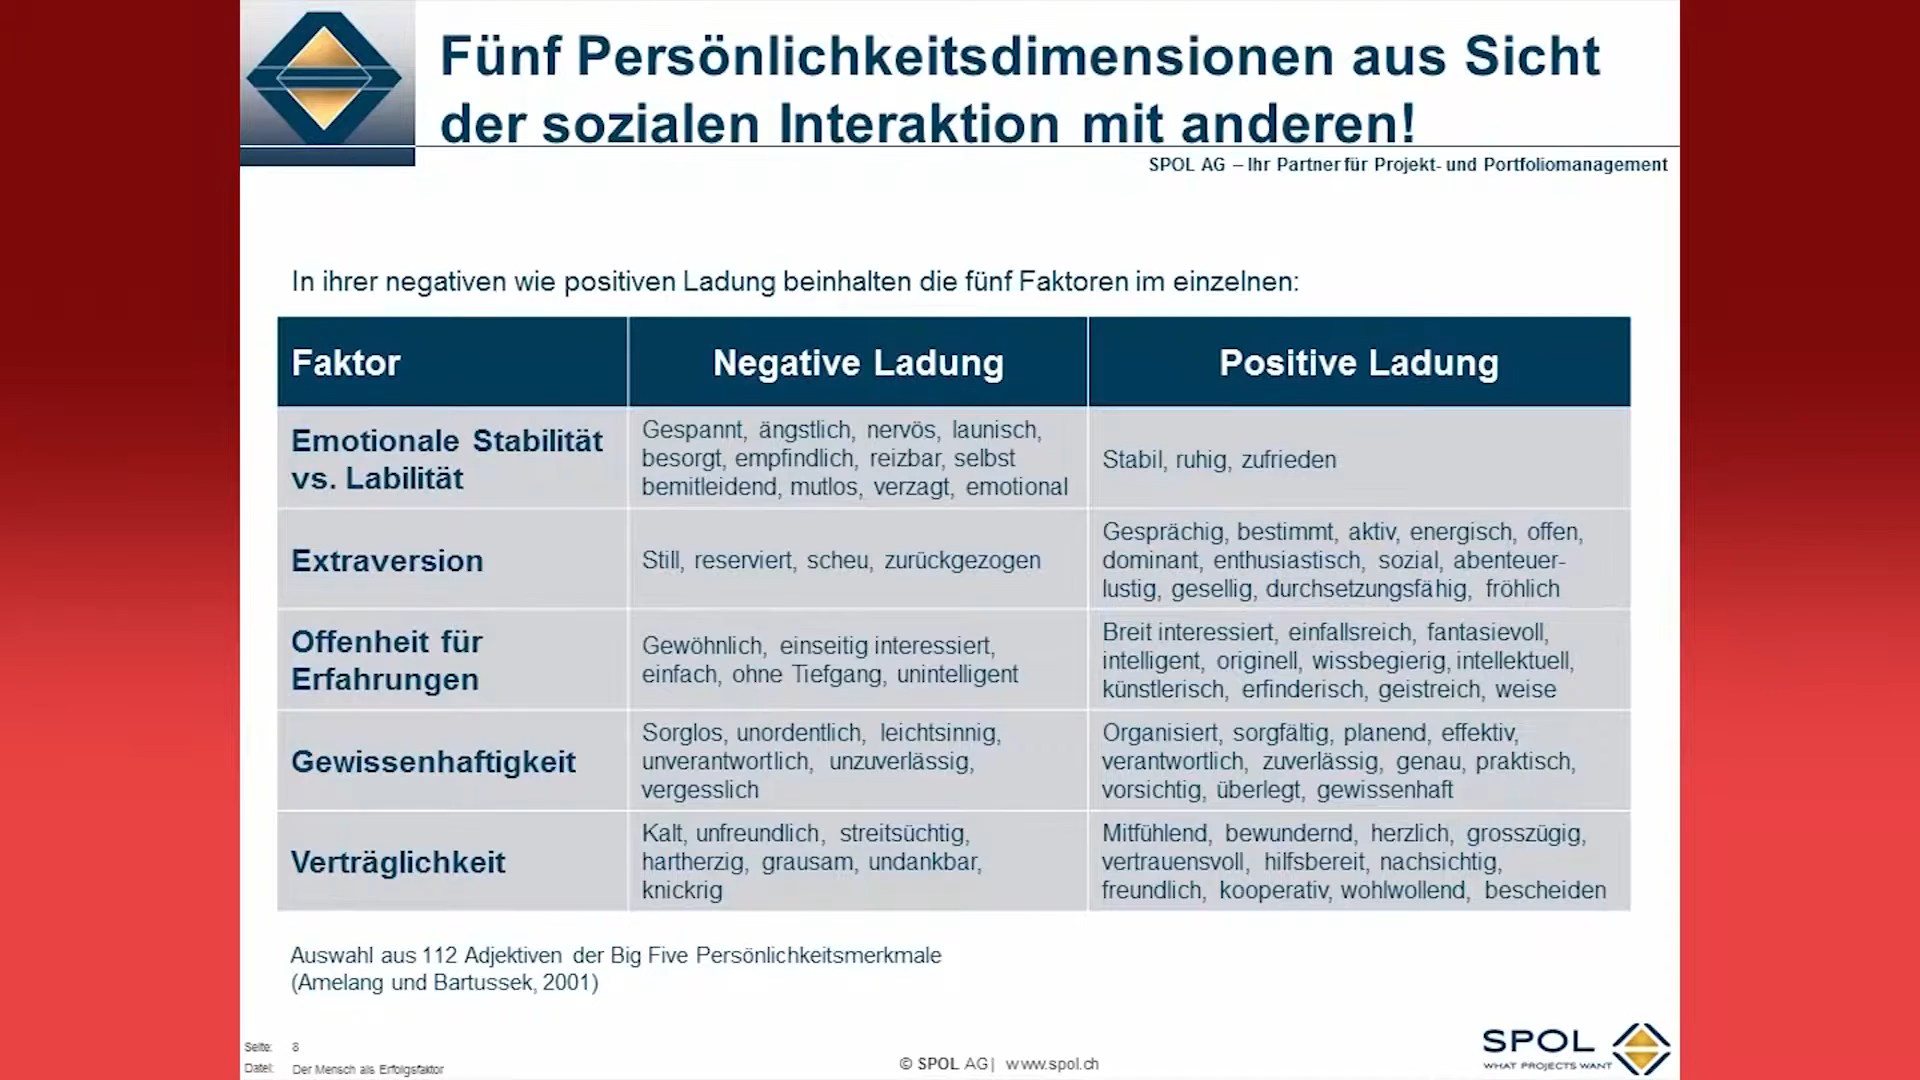 Fünf Persönlichkeitsdimensionen aus Sicht
der sozialen Interaktion mit anderen!
SPOL AG – Ihr Partner für Projekt- und Portfoliomanagement
In ihrer negativen wie positiven Ladung beinhalten die fünf Faktoren im einzelnen:
Faktor
Negative Ladung
Positive Ladung
Emotionale Stabilität
vs. Labilität
Gespannt, ängstlich, nervös, launisch,
besorgt, empfindlich, reizbar, selbst
bemitleidend, mutlos, verzagt, emotional
Stabil, ruhig, zufrieden
Extraversion
Still, reserviert, scheu, zurückgezogen
Gesprächig, bestimmt, aktiv, energisch, offen,
dominant, enthusiastisch, sozial, abenteuer-
lustig, gesellig, durchsetzungsfähig, fröhlich
Offenheit für
Erfahrungen
Gewöhnlich, einseitig interessiert,
einfach, ohne Tiefgang, unintelligent
Breit interessiert, einfallsreich, fantasievoll,
intelligent, originell, wissbegierig, intellektuell,
künstlerisch, erfinderisch, geistreich, weise
Gewissenhaftigkeit
Sorglos, unordentlich, leichtsinnig,
unverantwortlich, unzuverlässig,
vergesslich
Organisiert, sorgfältig, planend, effektiv,
verantwortlich, zuverlässig, genau, praktisch,
vorsichtig, überlegt, gewissenhaft
Verträglichkeit
Kalt, unfreundlich, streitsüchtig,
hartherzig, grausam, undankbar,
knickrig
Mitfühlend, bewundernd, herzlich, grosszügig,
vertrauensvoll, hilfsbereit, nachsichtig,
freundlich, kooperativ, wohlwollend, bescheiden
Auswahl aus 112 Adjektiven der Big Five Persönlichkeitsmerkmale
(Amelang und Bartussek, 2001)
Seite: 8
Datei: Der Mensch als Erfolgsfaktor
© SPOL AG | www.spol.ch
SPOL
WHAT PROJECTS WANT